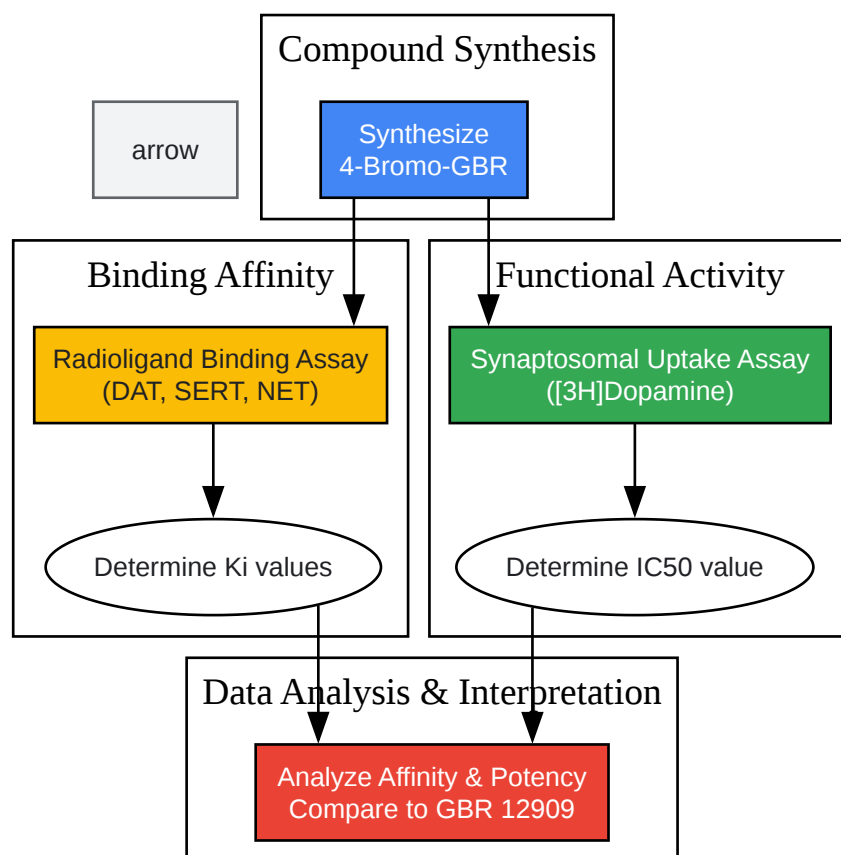 Compound Synthesis
arrow
Synthesize
4-Bromo-GBR
Binding Affinity
Radioligand Binding Assay
(DAT, SERT, NET)
Determine Ki values
Functional Activity
Synaptosomal Uptake Assay
([3H]Dopamine)
Determine IC50 value
Data Analysis & Interpretation
Analyze Affinity & Potency
Compare to GBR 12909